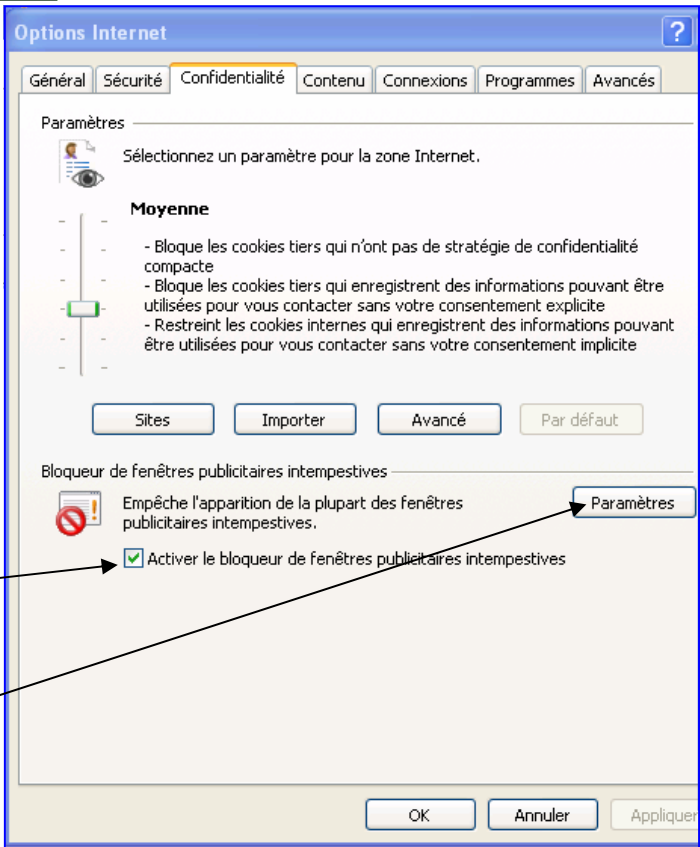 Options Internet
?
Général Sécurité Confidentialité Contenu Connexions Programmes Avancés
Paramètres
Sélectionnez un paramètre pour la zone Internet.
Moyenne
- Bloque les cookies tiers qui n'ont pas de stratégie de confidentialité
compacte
- Bloque les cookies tiers qui enregistrent des informations pouvant être
utilisées pour vous contacter sans votre consentement explicite
- Restreint les cookies internes qui enregistrent des informations pouvant
être utilisées pour vous contacter sans votre consentement implicite
Sites Importer Avancé Par défaut
Bloqueur de fenêtres publicitaires intempestives
Empêche l'apparition de la plupart des fenêtres
publicitaires intempestives.
Paramètres
Activer le bloqueur de fenêtres publicitaires intempestives
OK Annuler Appliquer